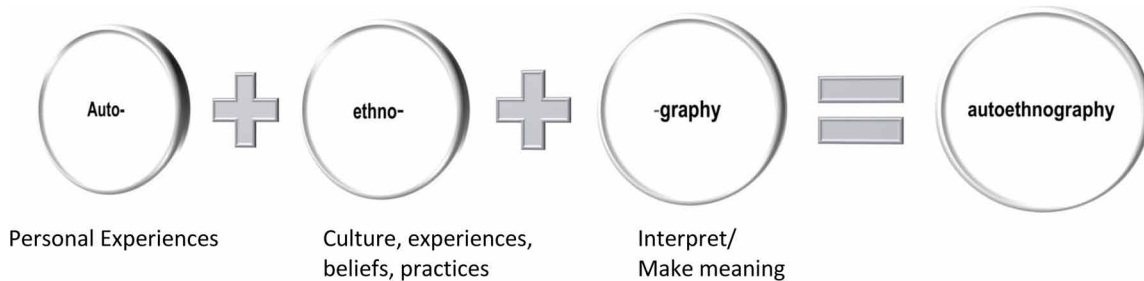 Auto-
ethno-
-graphy
autoethnography
Personal Experiences
Culture, experiences,
beliefs, practices
Interpret/
Make meaning